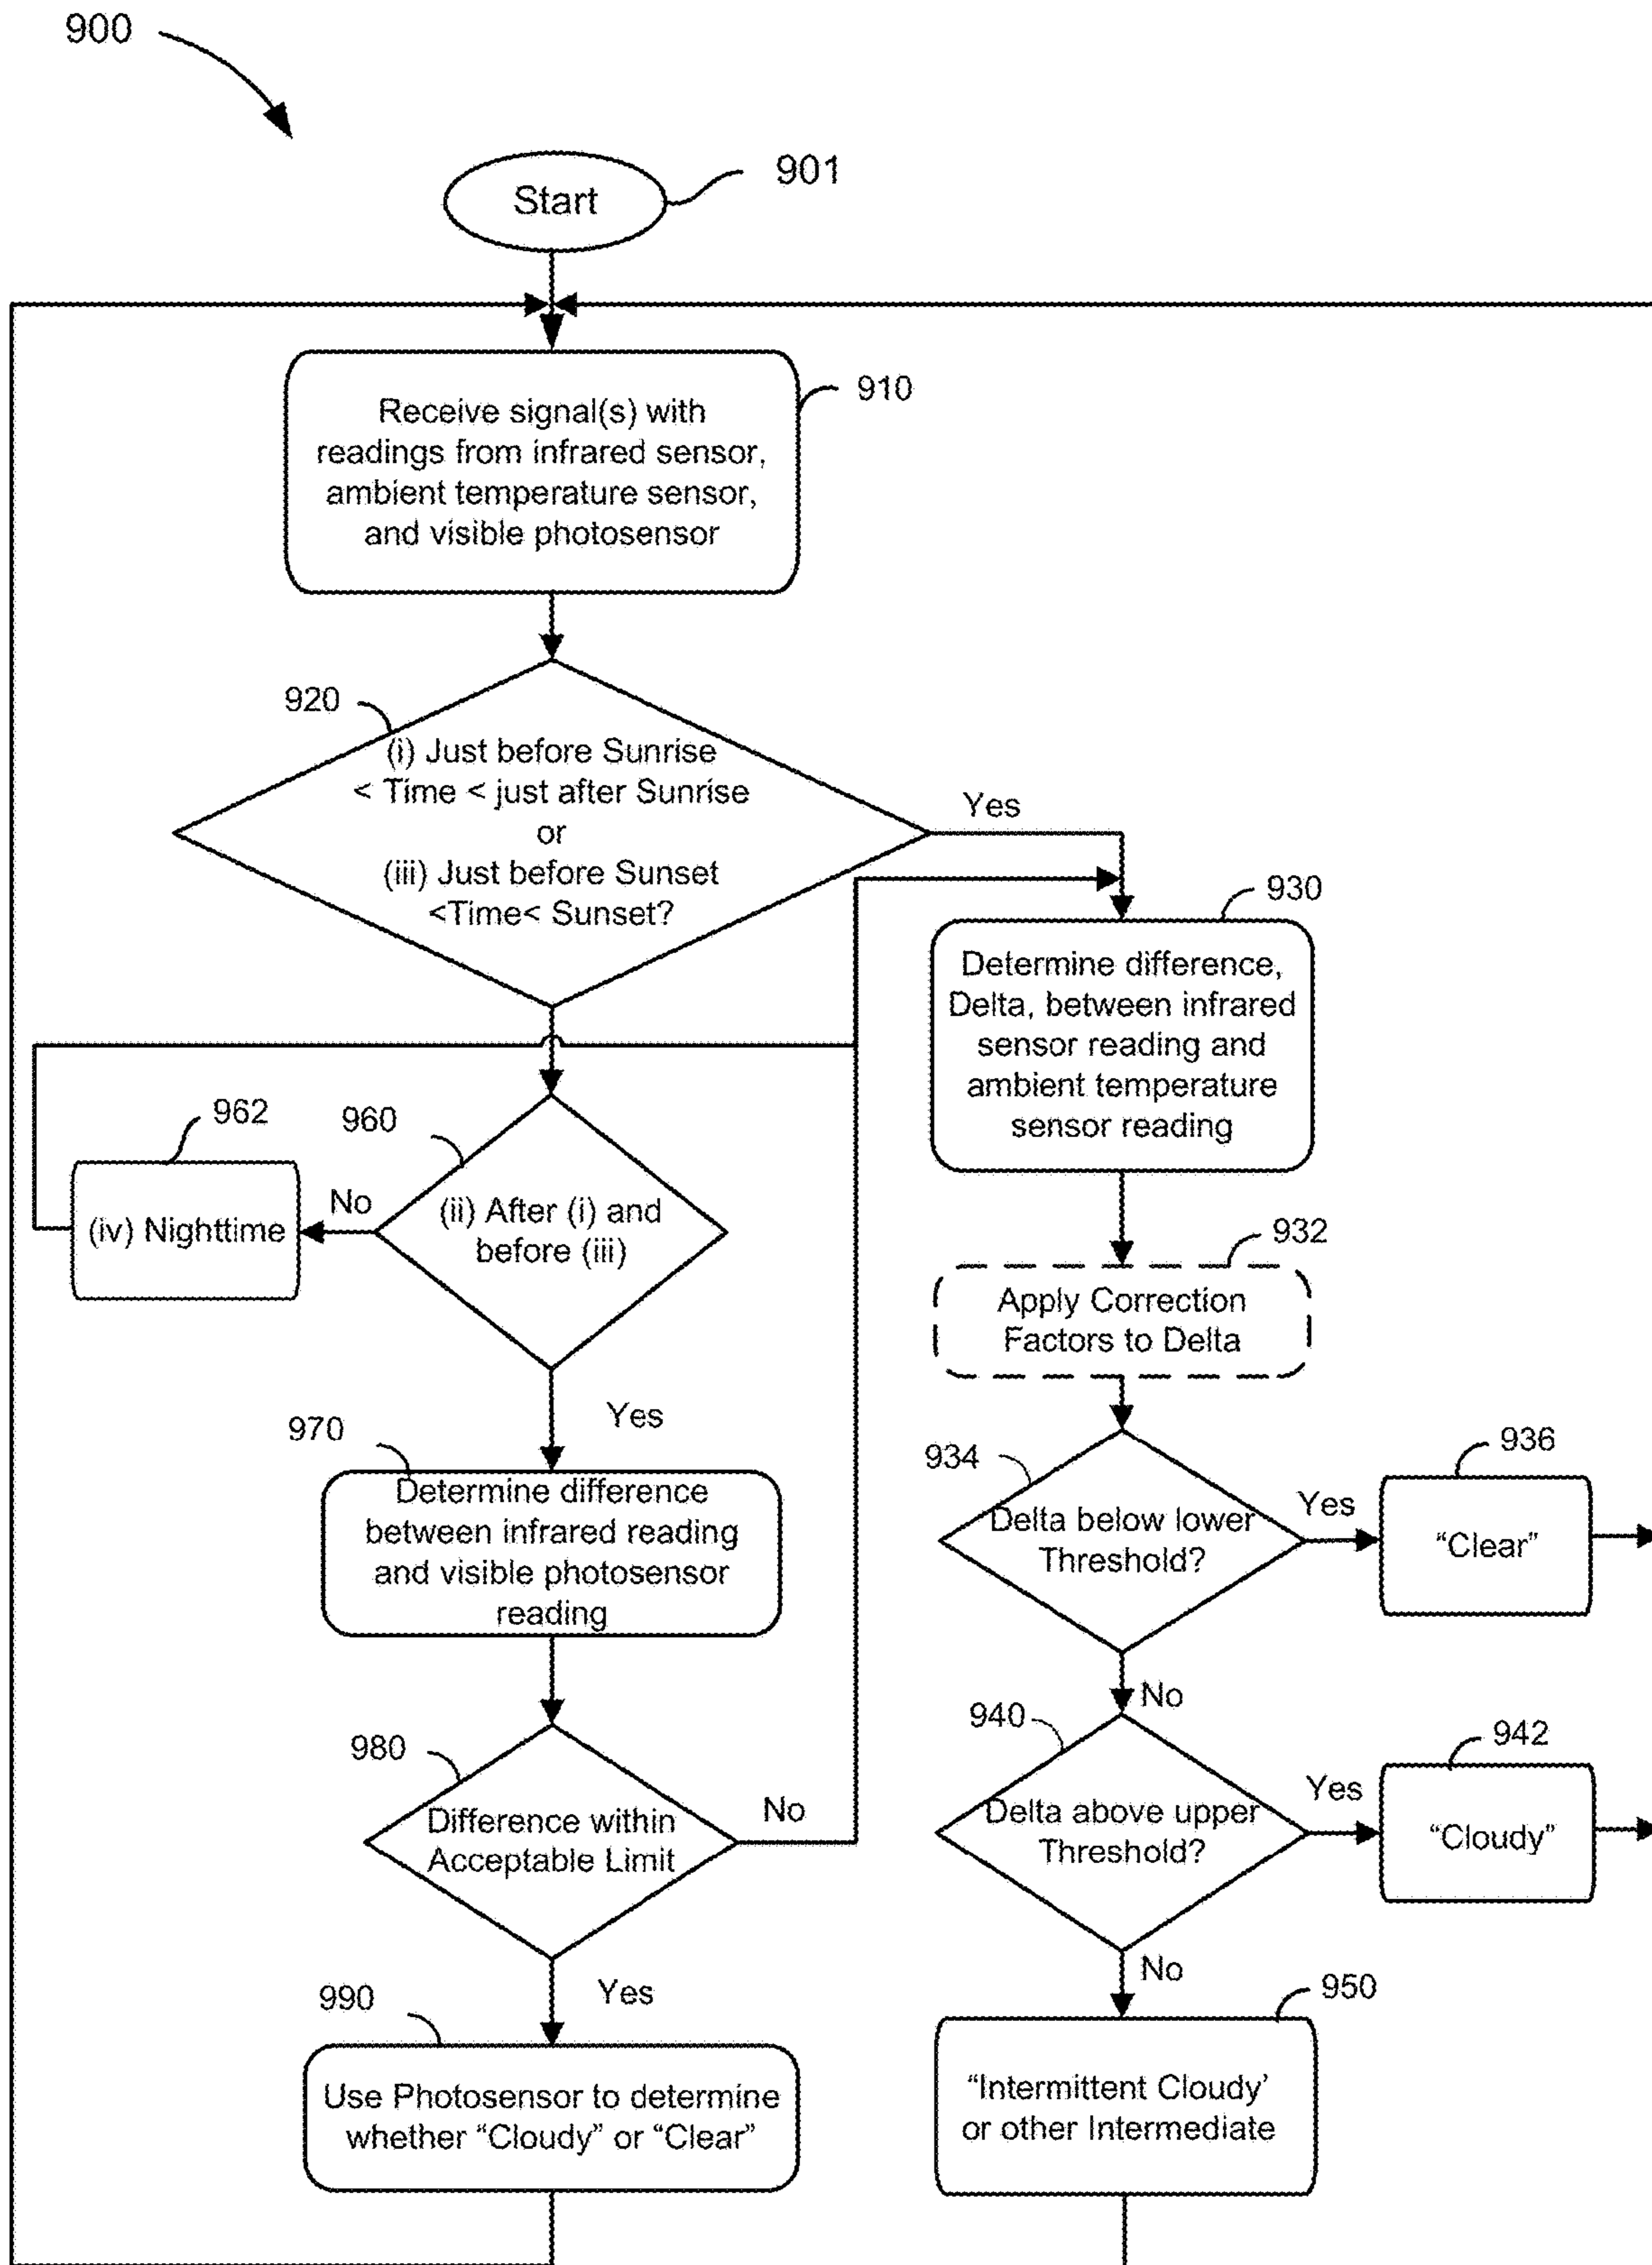 900
Start
901
Receive signal(s) with
readings from infrared sensor,
ambient temperature sensor,
and visible photosensor
910
920
(i) Just before Sunrise
< Time < just after Sunrise
or
(iii) Just before Sunset
<Time< Sunset?
Yes
930
Determine difference,
Delta, between infrared
sensor reading and
ambient temperature
sensor reading
962
(iv) Nighttime
No
960
(ii) After (i) and
before (iii)
Yes
932
Apply Correction
Factors to Delta
970
Determine difference
between infrared reading
and visible photosensor
reading
934
Delta below lower
Threshold?
Yes
936
“Clear”
No
940
Delta above upper
Threshold?
Yes
942
“Cloudy”
No
980
Difference within
Acceptable Limit
No
Yes
990
Use Photosensor to determine
whether “Cloudy” or “Clear”
950
“Intermittent Cloudy’
or other Intermediate